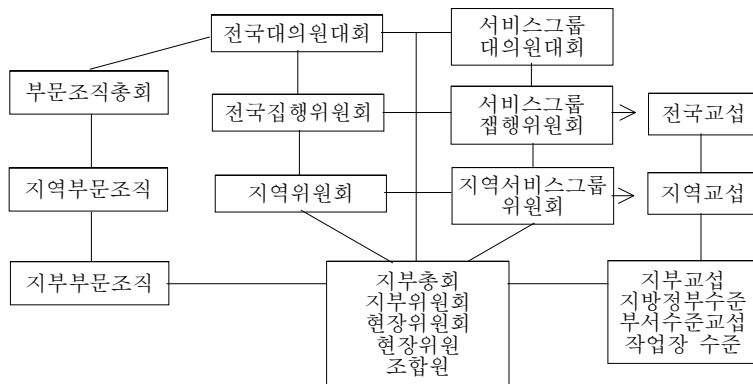 전국대의원대회
서비스그룹
대의원대회
부문조직총회
전국집행위원회
서비스그룹
잽행위원회
전국교섭
지역부문조직
지역위원회
지역서비스그룹
위원회
지역교섭
지부부문조직
지부총회
지부위원회
현장위원회
현장위원
조합원
지부교섭
지방정부수준
부서수준교섭
작업장 수준